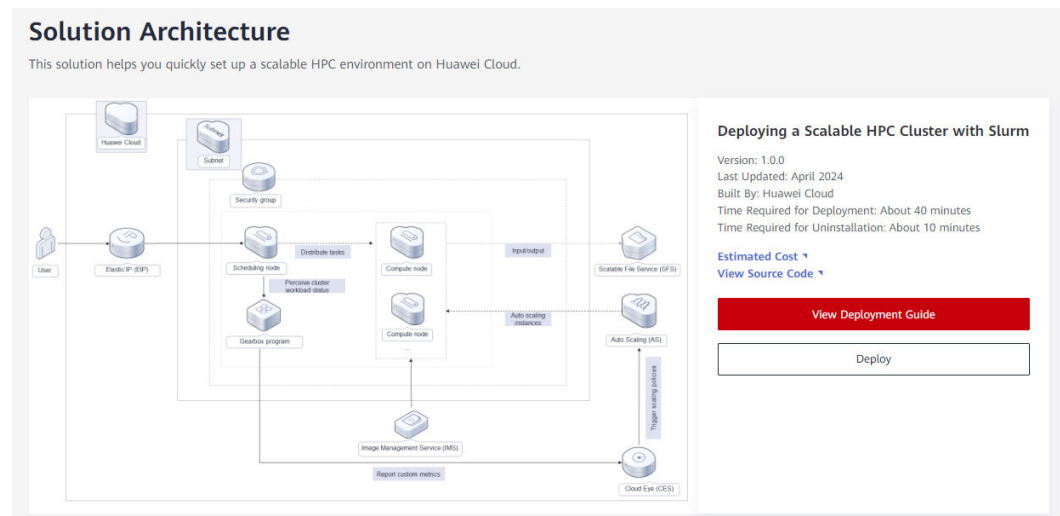 Solution Architecture
This solution helps you quickly set up a scalable HPC environment on Huawei Cloud.
Huawei Cloud
Subnet
Subnet
Security group
User
Elastic IP (EIP)
Scheduling node
Distribute tasks
Compute node
Input/output
Scalable File Service (SFS)
Perceive cluster
workload status
Gearbox program
Compute node
...
Auto scaling
instances
Auto Scaling (AS)
Trigger scaling policies
Image Management Service (IMS)
Report custom metrics
Cloud Eye (CES)
Deploying a Scalable HPC Cluster with Slurm
Version: 1.0.0
Last Updated: April 2024
Built By: Huawei Cloud
Time Required for Deployment: About 40 minutes
Time Required for Uninstallation: About 10 minutes
Estimated Cost
View Source Code
View Deployment Guide
Deploy